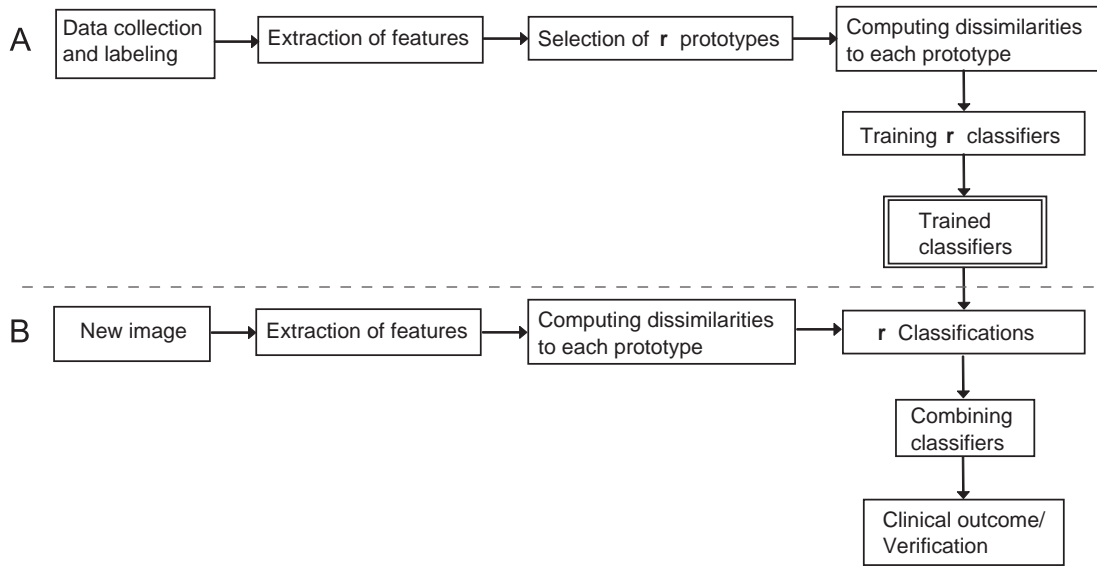 A
Data collection
and labeling
Extraction of features
Selection of r prototypes
Computing dissimilarities
to each prototype
Training r classifiers
Trained
classifiers
B
New image
Extraction of features
Computing dissimilarities
to each prototype
r Classifications
Combining
classifiers
Clinical outcome/
Verification